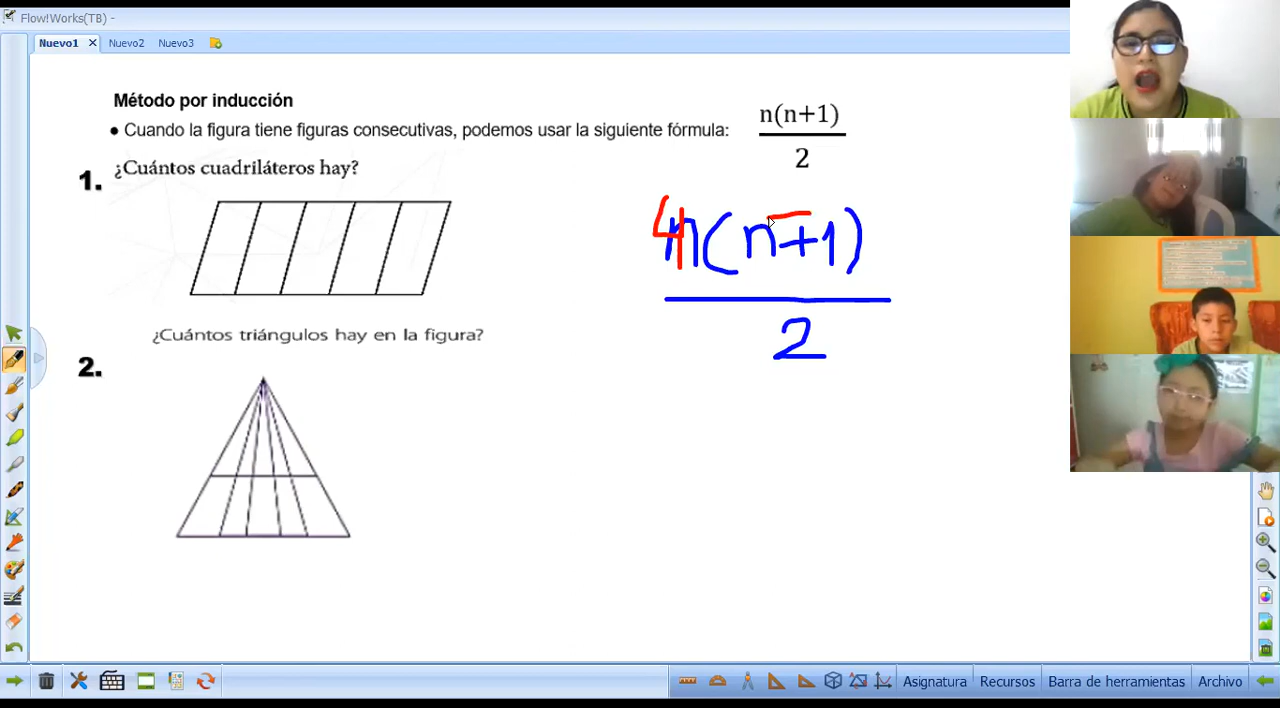 Flow!Works(TB) -
Nuevo1 Nuevo2 Nuevo3
Método por inducción
• Cuando la figura tiene figuras consecutivas, podemos usar la siguiente fórmula:
n(n+1)
2
1. ¿Cuántos cuadriláteros hay?
4n(n+1)
2
¿Cuántos triángulos hay en la figura?
2.
Asignatura Recursos Barra de herramientas Archivo